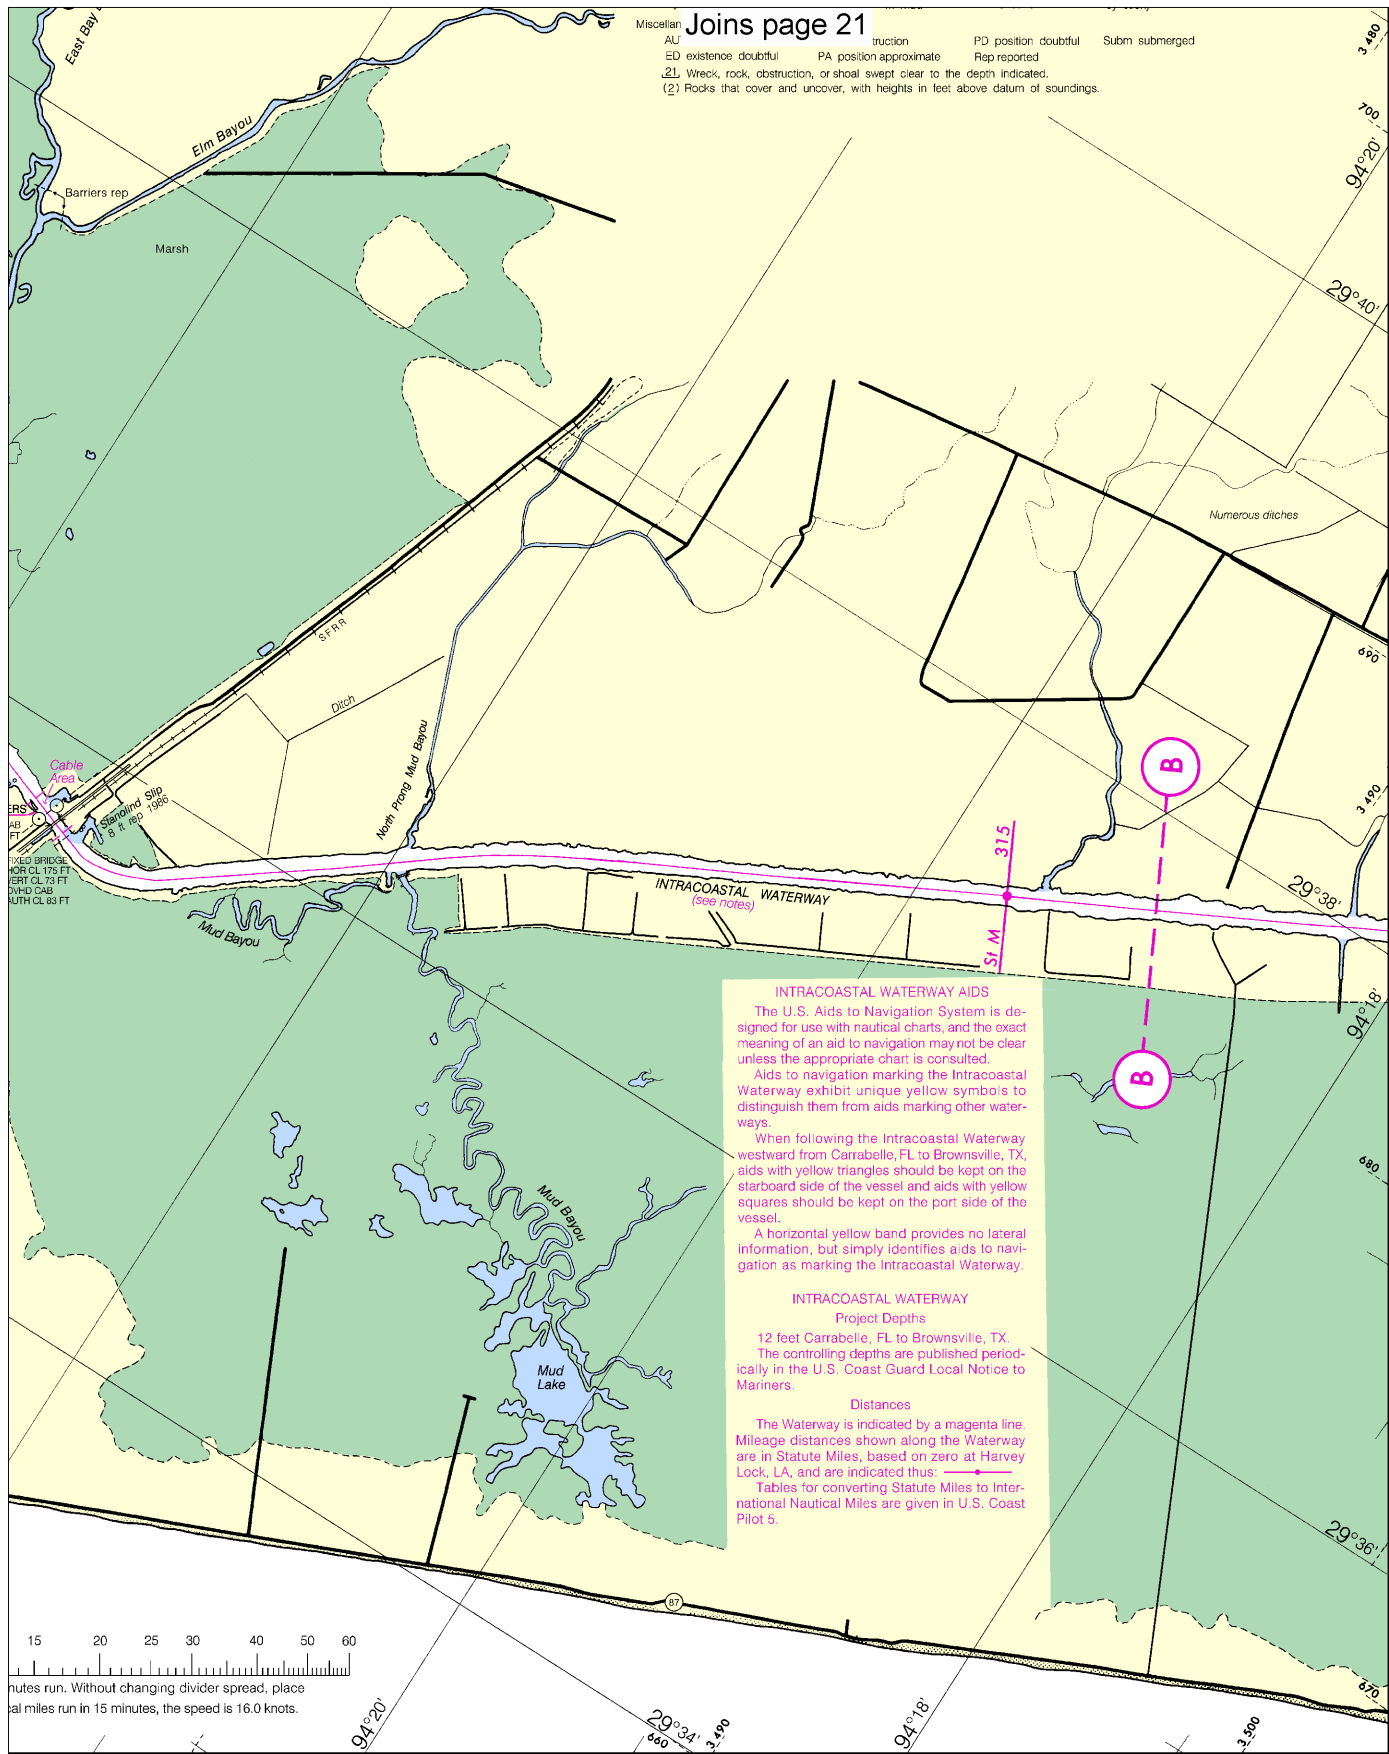 Joins page 21
Miscellan
AU
truction
PD position doubtful
Subm submerged
ED existence doubtful
PA position approximate
Rep reported
21 Wreck, rock, obstruction, or shoal swept clear to the depth indicated.
(2) Rocks that cover and uncover, with heights in feet above datum of soundings.
East Bay
3 480
700
94°20'
Elm Bayou
Barriers rep
Marsh
29°40'
Numerous ditches
SFRR
690
Ditch
North Prong Mud Bayou
Cable
Area
Stanolind Slip
8 ft rep 1986
B
3 490
ERS
AB
FT
FIXED BRIDGE
HOR CL 175 FT
VERT CL 73 FT
OVHD CAB
AUTH CL 83 FT
315
St M
INTRACOASTAL WATERWAY
(see notes)
29°38'
Mud Bayou
94°18'
INTRACOASTAL WATERWAY AIDS
The U.S. Aids to Navigation System is de-
signed for use with nautical charts, and the exact
meaning of an aid to navigation may not be clear
unless the appropriate chart is consulted.
Aids to navigation marking the Intracoastal
Waterway exhibit unique yellow symbols to
distinguish them from aids marking other water-
ways.
When following the Intracoastal Waterway
westward from Carrabelle, FL to Brownsville, TX,
aids with yellow triangles should be kept on the
starboard side of the vessel and aids with yellow
squares should be kept on the port side of the
vessel.
A horizontal yellow band provides no lateral
information, but simply identifies aids to navi-
gation as marking the Intracoastal Waterway.
INTRACOASTAL WATERWAY
Project Depths
12 feet Carrabelle, FL to Brownsville, TX.
The controlling depths are published period-
ically in the U.S. Coast Guard Local Notice to
Mariners.
Distances
The Waterway is indicated by a magenta line.
Mileage distances shown along the Waterway
are in Statute Miles, based on zero at Harvey
Lock, LA, and are indicated thus:
Tables for converting Statute Miles to Inter-
national Nautical Miles are given in U.S. Coast
Pilot 5.
B
680
Mud Bayou
Mud
Lake
29°36'
87
15 20 25 30 40 50 60
nutes run. Without changing divider spread, place
cal miles run in 15 minutes, the speed is 16.0 knots.
670
94°20'
29°34'
660
3 490
94°18'
3 500